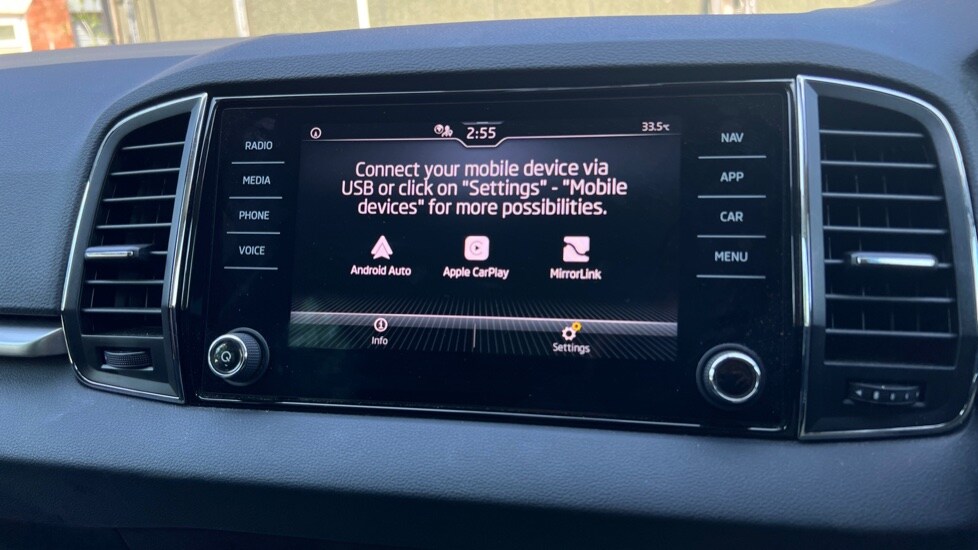 2:55
33.5°C
RADIO
MEDIA
PHONE
VOICE
Connect your mobile device via
USB or click on "Settings" - "Mobile
devices" for more possibilities.
Android Auto
Apple CarPlay
MirrorLink
Info
Settings
NAV
APP
CAR
MENU